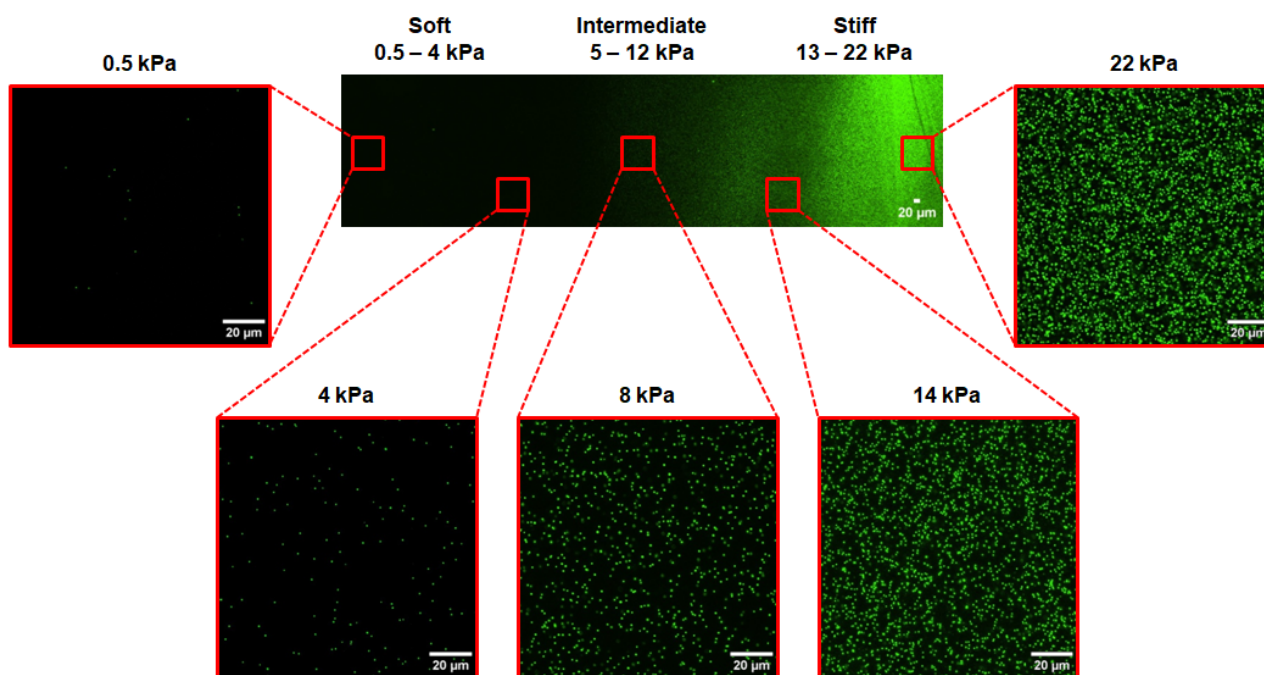 Soft
0.5 – 4 kPa
Intermediate
5 – 12 kPa
Stiff
13 – 22 kPa
0.5 kPa
22 kPa
20 µm
20 µm
20 µm
4 kPa
8 kPa
14 kPa
20 µm
20 µm
20 µm